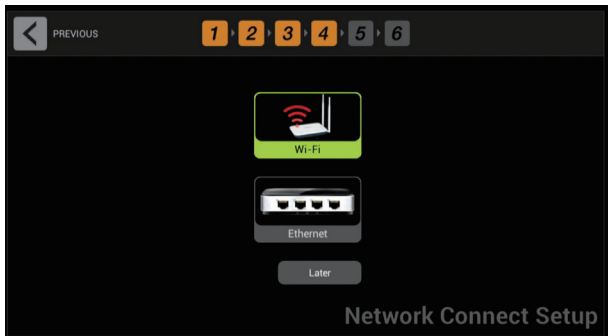 PREVIOUS 1 2 3 4 5 6
Wi-Fi
Ethernet
Later
Network Connect Setup